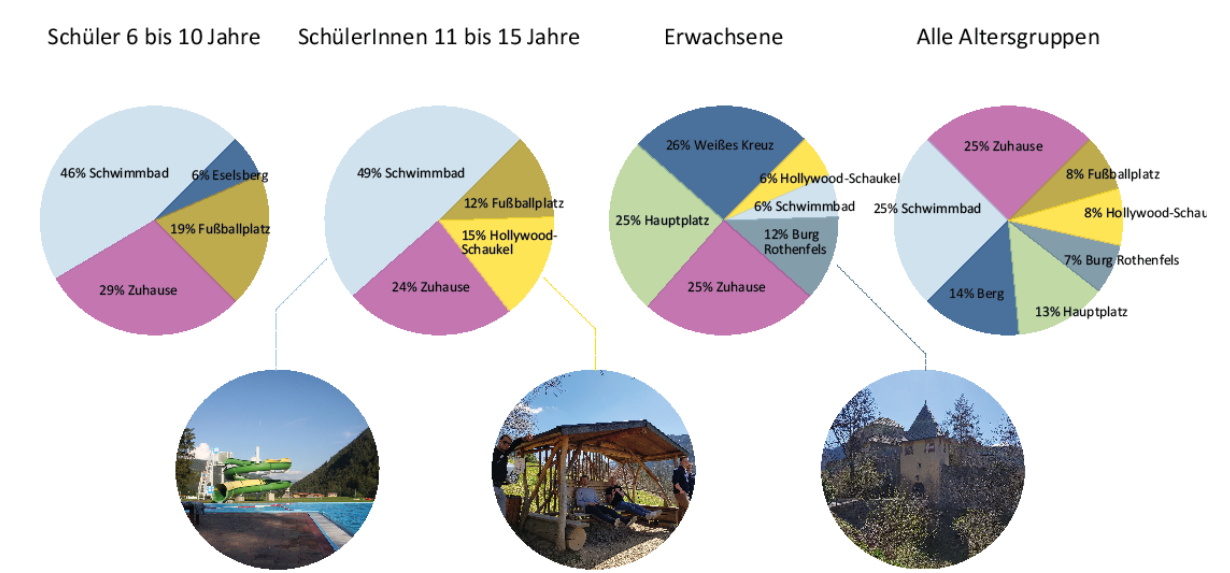 Schüler 6 bis 10 Jahre
SchülerInnen 11 bis 15 Jahre
Erwachsene
Alle Altersgruppen
46% Schwimmbad
6% Eselsberg
19% Fußballplatz
29% Zuhause
49% Schwimmbad
12% Fußballplatz
15% Hollywood-
Schaukel
24% Zuhause
26% Weißes Kreuz
6% Hollywood-Schaukel
6% Schwimmbad
25% Hauptplatz
12% Burg
Rothenfels
25% Zuhause
25% Zuhause
8% Fußballplatz
25% Schwimmbad
8% Hollywood-Schau
7% Burg Rothenfels
14% Berg
13% Hauptplatz